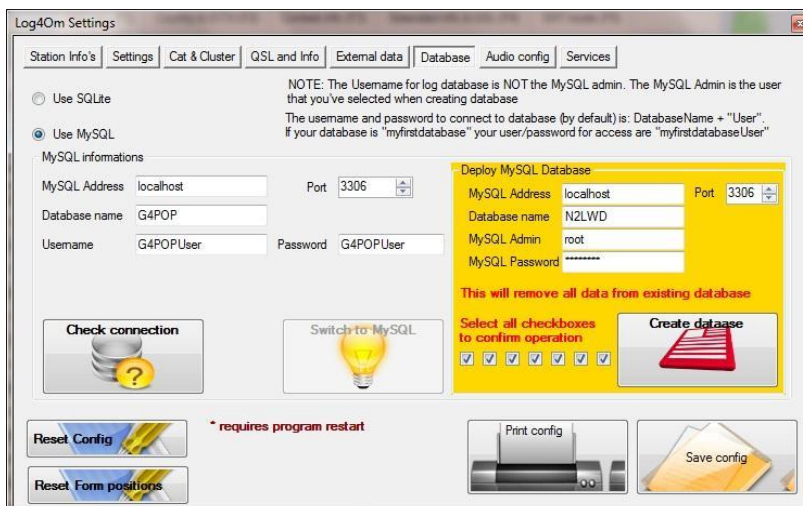 Log4Om Settings
Station Info's Settings Cat & Cluster QSL and Info External data Database Audio config Services
Use SQLite
Use MySQL
NOTE: The Username for log database is NOT the MySQL admin. The MySQL Admin is the user
that you've selected when creating database
The username and password to connect to database (by default) is: DatabaseName + "User".
If your database is "myfirstdatabase" your user/password for access are "myfirstdatabaseUser"
MySQL informations
MySQL Address localhost Port 3306
Database name G4POP
Username G4POPUser Password G4POPUser
Check connection
Switch to MySQL
Deploy MySQL Database
MySQL Address localhost Port 3306
Database name N2LWD
MySQL Admin root
MySQL Password ********
This will remove all data from existing database
Select all checkboxes
to confirm operation
Create dataase
Reset Config
* requires program restart
Print config
Save config
Reset Form positions